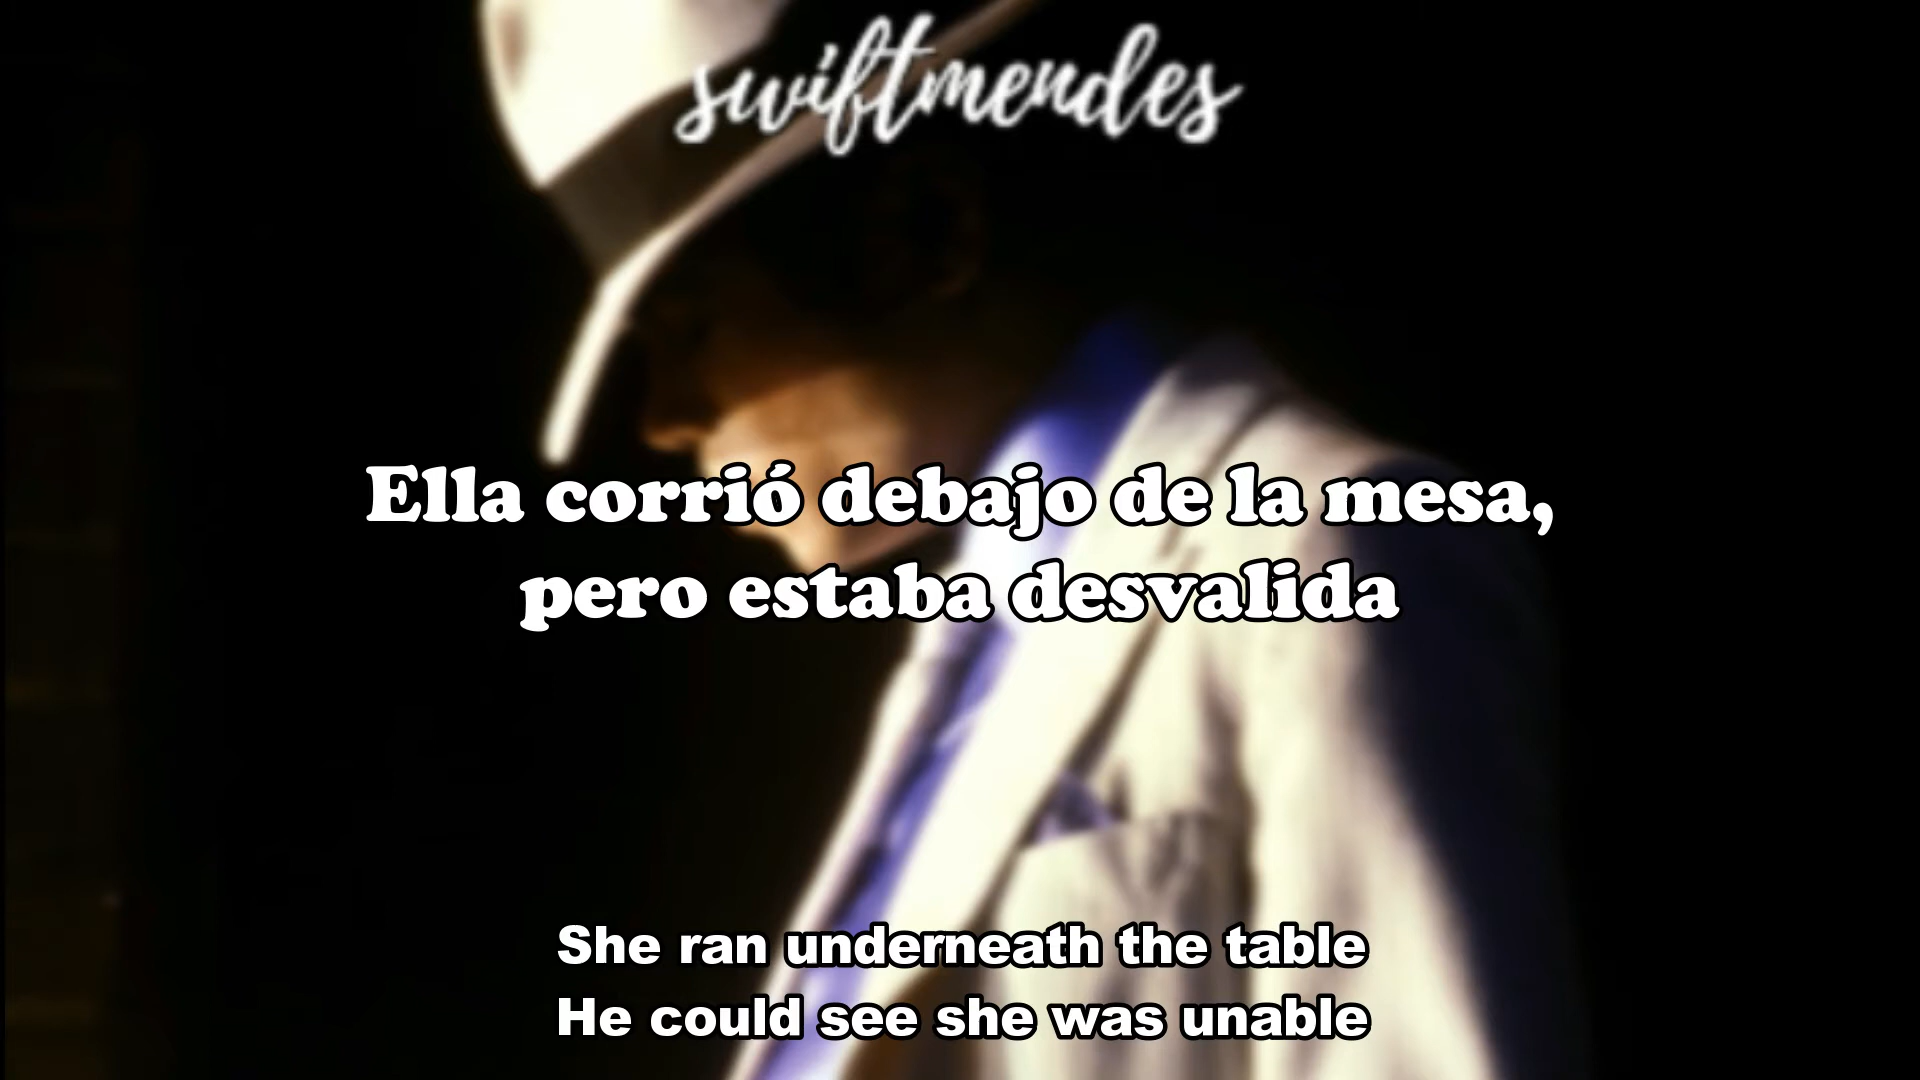 swiftmendes
Ella corrió debajo de la mesa,
pero estaba desvalida
She ran underneath the table
He could see she was unable